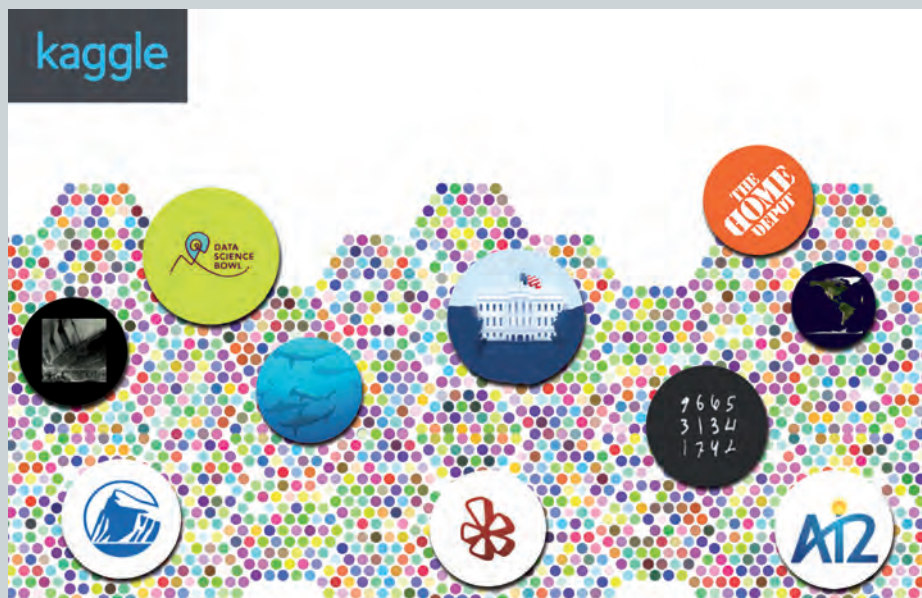 kaggle
THE
HOME
DEPOT
DATA
SCIENCE
BOWL
9665
3134
1742
Ai2